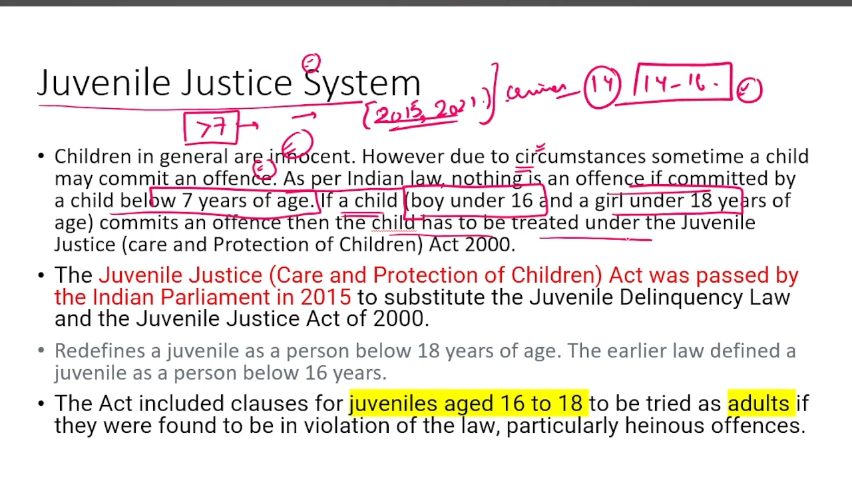 Juvenile Justice System
[2015, 2021]
14
14-16.
>7
• Children in general are innocent. However due to circumstances sometime a child
may commit an offence. As per Indian law, nothing is an offence if committed by
a child below 7 years of age. If a child (boy under 16 and a girl under 18 years of
age) commits an offence then the child has to be treated under the Juvenile
Justice (care and Protection of Children) Act 2000.
• The Juvenile Justice (Care and Protection of Children) Act was passed by
the Indian Parliament in 2015 to substitute the Juvenile Delinquency Law
and the Juvenile Justice Act of 2000.
• Redefines a juvenile as a person below 18 years of age. The earlier law defined a
juvenile as a person below 16 years.
• The Act included clauses for juveniles aged 16 to 18 to be tried as adults if
they were found to be in violation of the law, particularly heinous offences.